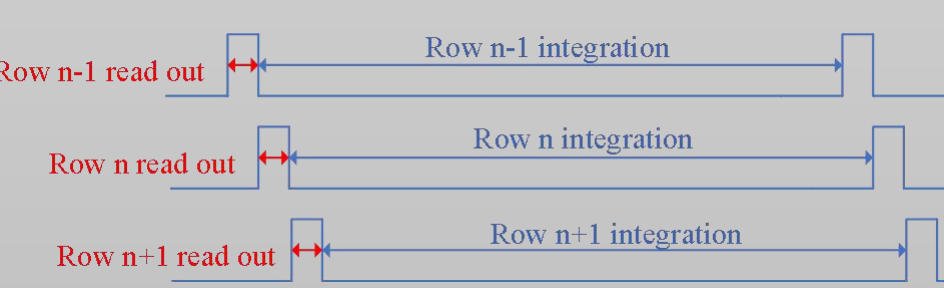 Row n-1 integration
Row n-1 read out
Row n integration
Row n read out
Row n+1 integration
Row n+1 read out